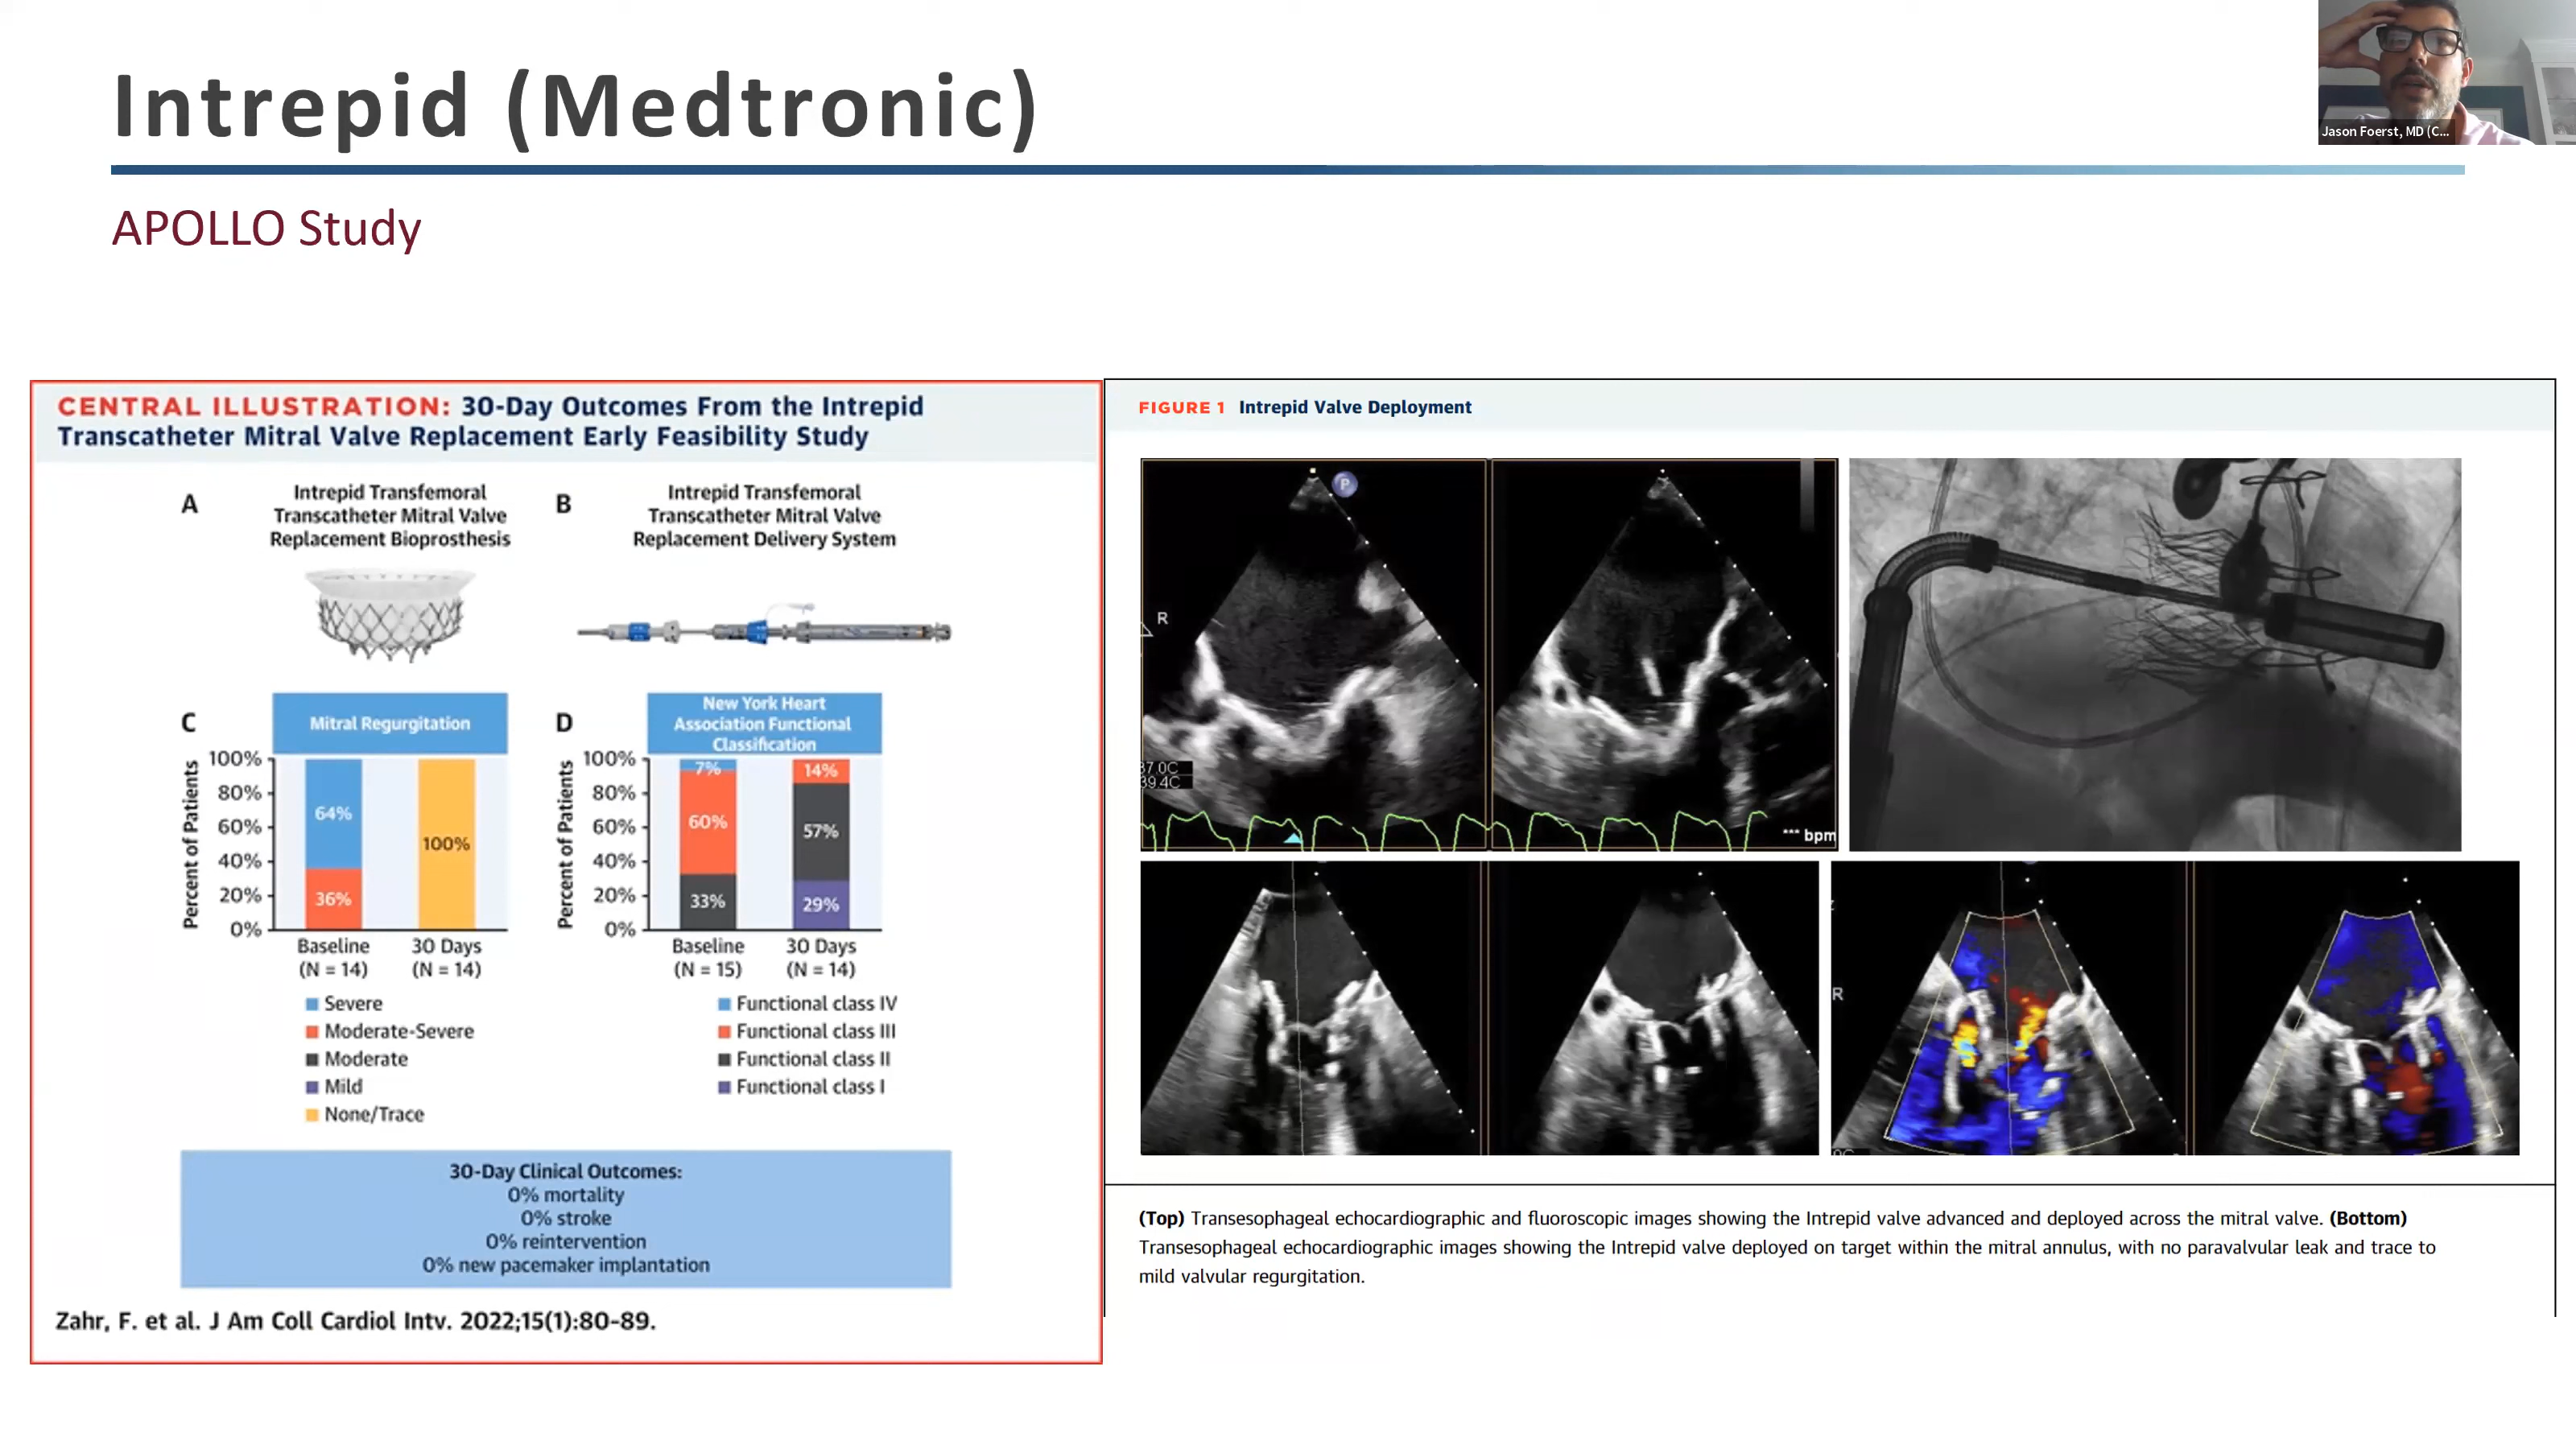 Intrepid (Medtronic)
Jason Foerst, MD (C...
APOLLO Study
CENTRAL ILLUSTRATION: 30-Day Outcomes From the Intrepid
Transcatheter Mitral Valve Replacement Early Feasibility Study
A
Intrepid Transfemoral
Transcatheter Mitral Valve
Replacement Bioprosthesis
B
Intrepid Transfemoral
Transcatheter Mitral Valve
Replacement Delivery System
C
Mitral Regurgitation
Percent of Patients
100%
80%
60%
40%
20%
0%
64%
36%
100%
Baseline
(N = 14)
30 Days
(N = 14)
Severe
Moderate-Severe
Moderate
Mild
None/Trace
D
New York Heart
Association Functional
Classification
Percent of Patients
100%
80%
60%
40%
20%
0%
7%
60%
33%
14%
57%
29%
Baseline
(N = 15)
30 Days
(N = 14)
Functional class IV
Functional class III
Functional class II
Functional class I
30-Day Clinical Outcomes:
0% mortality
0% stroke
0% reintervention
0% new pacemaker implantation
Zahr, F. et al. J Am Coll Cardiol Intv. 2022;15(1):80-89.
FIGURE 1 Intrepid Valve Deployment
P
R
37.0C
39.4C
*** bpm
R
(Top) Transesophageal echocardiographic and fluoroscopic images showing the Intrepid valve advanced and deployed across the mitral valve. (Bottom)
Transesophageal echocardiographic images showing the Intrepid valve deployed on target within the mitral annulus, with no paravalvular leak and trace to
mild valvular regurgitation.